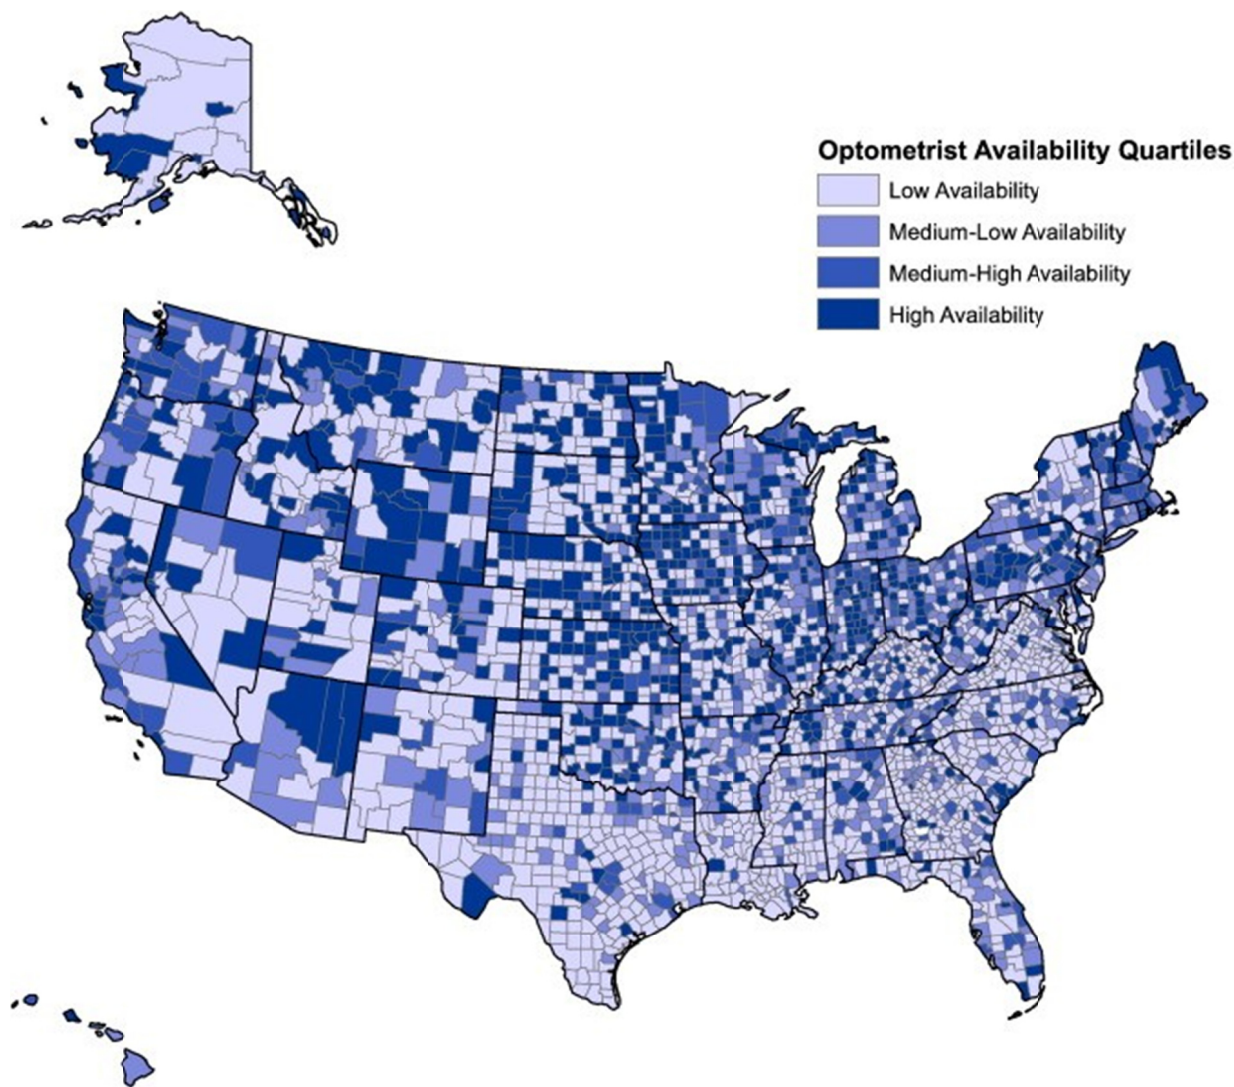 Optometrist Availability Quartiles
Low Availability
Medium-Low Availability
Medium-High Availability
High Availability